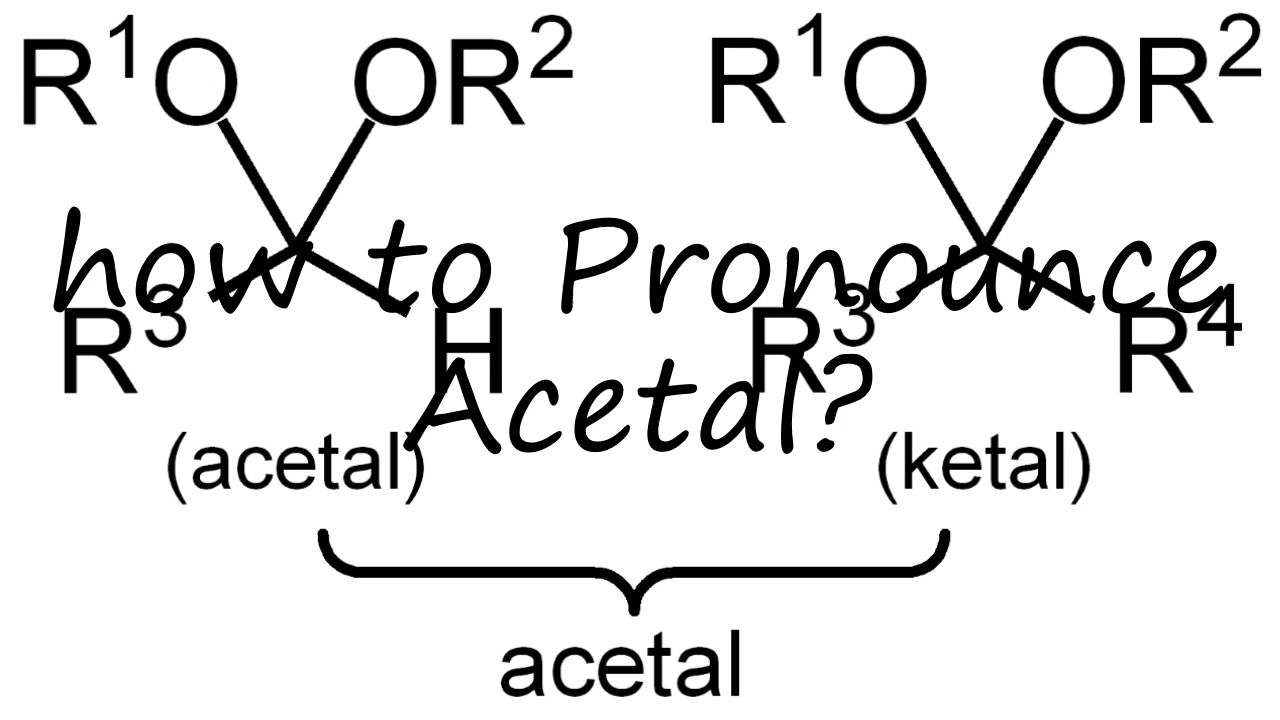 R¹O OR² R¹O OR²
how to Pronounce
R³ H R³ R⁴
Acetal?
(acetal) (ketal)
acetal